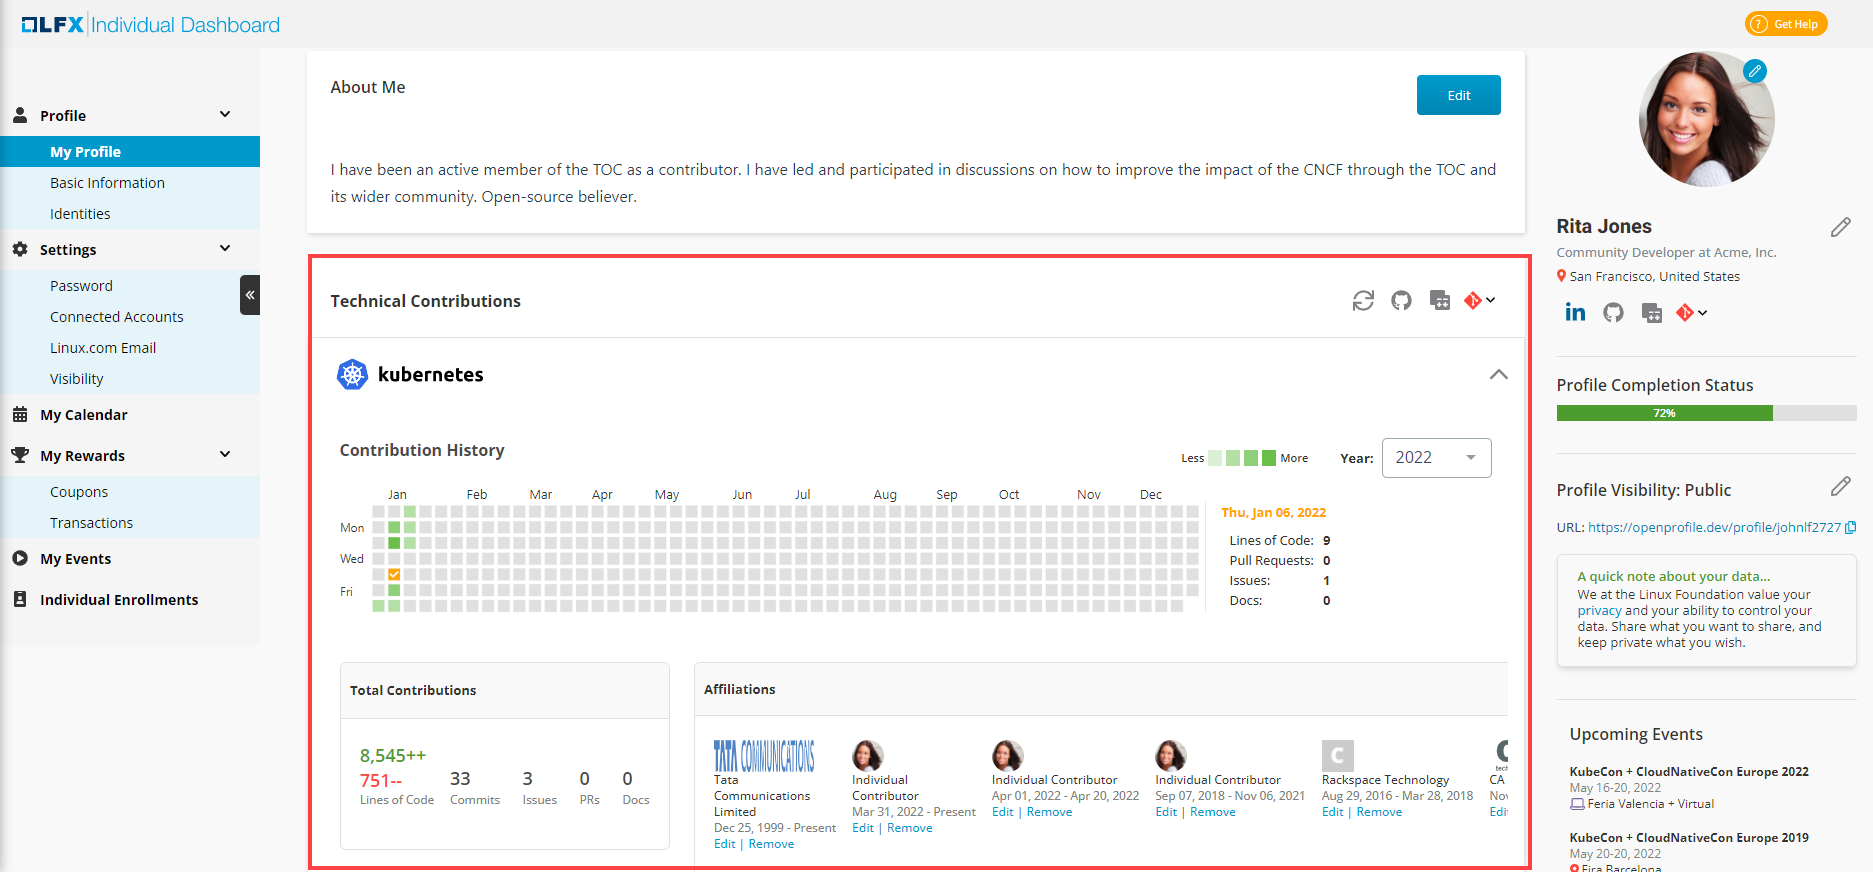 LFX Individual Dashboard
Get Help
Profile
My Profile
Basic Information
Identities
Settings
Password
Connected Accounts
Linux.com Email
Visibility
My Calendar
My Rewards
Coupons
Transactions
My Events
Individual Enrollments
About Me
Edit
I have been an active member of the TOC as a contributor. I have led and participated in discussions on how to improve the impact of the CNCF through the TOC and
its wider community. Open-source believer.
Technical Contributions
kubernetes
Contribution History
Less More
Year: 2022
Jan Feb Mar Apr May Jun Jul Aug Sep Oct Nov Dec
Mon
Wed
Fri
Thu, Jan 06, 2022
Lines of Code: 9
Pull Requests: 0
Issues: 1
Docs: 0
Total Contributions
8,545++
751--
Lines of Code
33
Commits
3
Issues
0
PRs
0
Docs
Affiliations
TATA COMMUNICATIONS
Tata
Communications
Limited
Dec 25, 1999 - Present
Edit | Remove
Individual
Contributor
Mar 31, 2022 - Present
Edit | Remove
Individual Contributor
Apr 01, 2022 - Apr 20, 2022
Edit | Remove
Individual Contributor
Sep 07, 2018 - Nov 06, 2021
Edit | Remove
C
Rackspace Technology
Aug 29, 2016 - Mar 28, 2018
Edit | Remove
C
tech
CA
Nov
Edit
Rita Jones
Community Developer at Acme, Inc.
San Francisco, United States
in
Profile Completion Status
72%
Profile Visibility: Public
URL: https://openprofile.dev/profile/johnlf2727
A quick note about your data...
We at the Linux Foundation value your
privacy and your ability to control your
data. Share what you want to share, and
keep private what you wish.
Upcoming Events
KubeCon + CloudNativeCon Europe 2022
May 16-20, 2022
Feria Valencia + Virtual
KubeCon + CloudNativeCon Europe 2019
May 20-20, 2022
Fira Barcelona